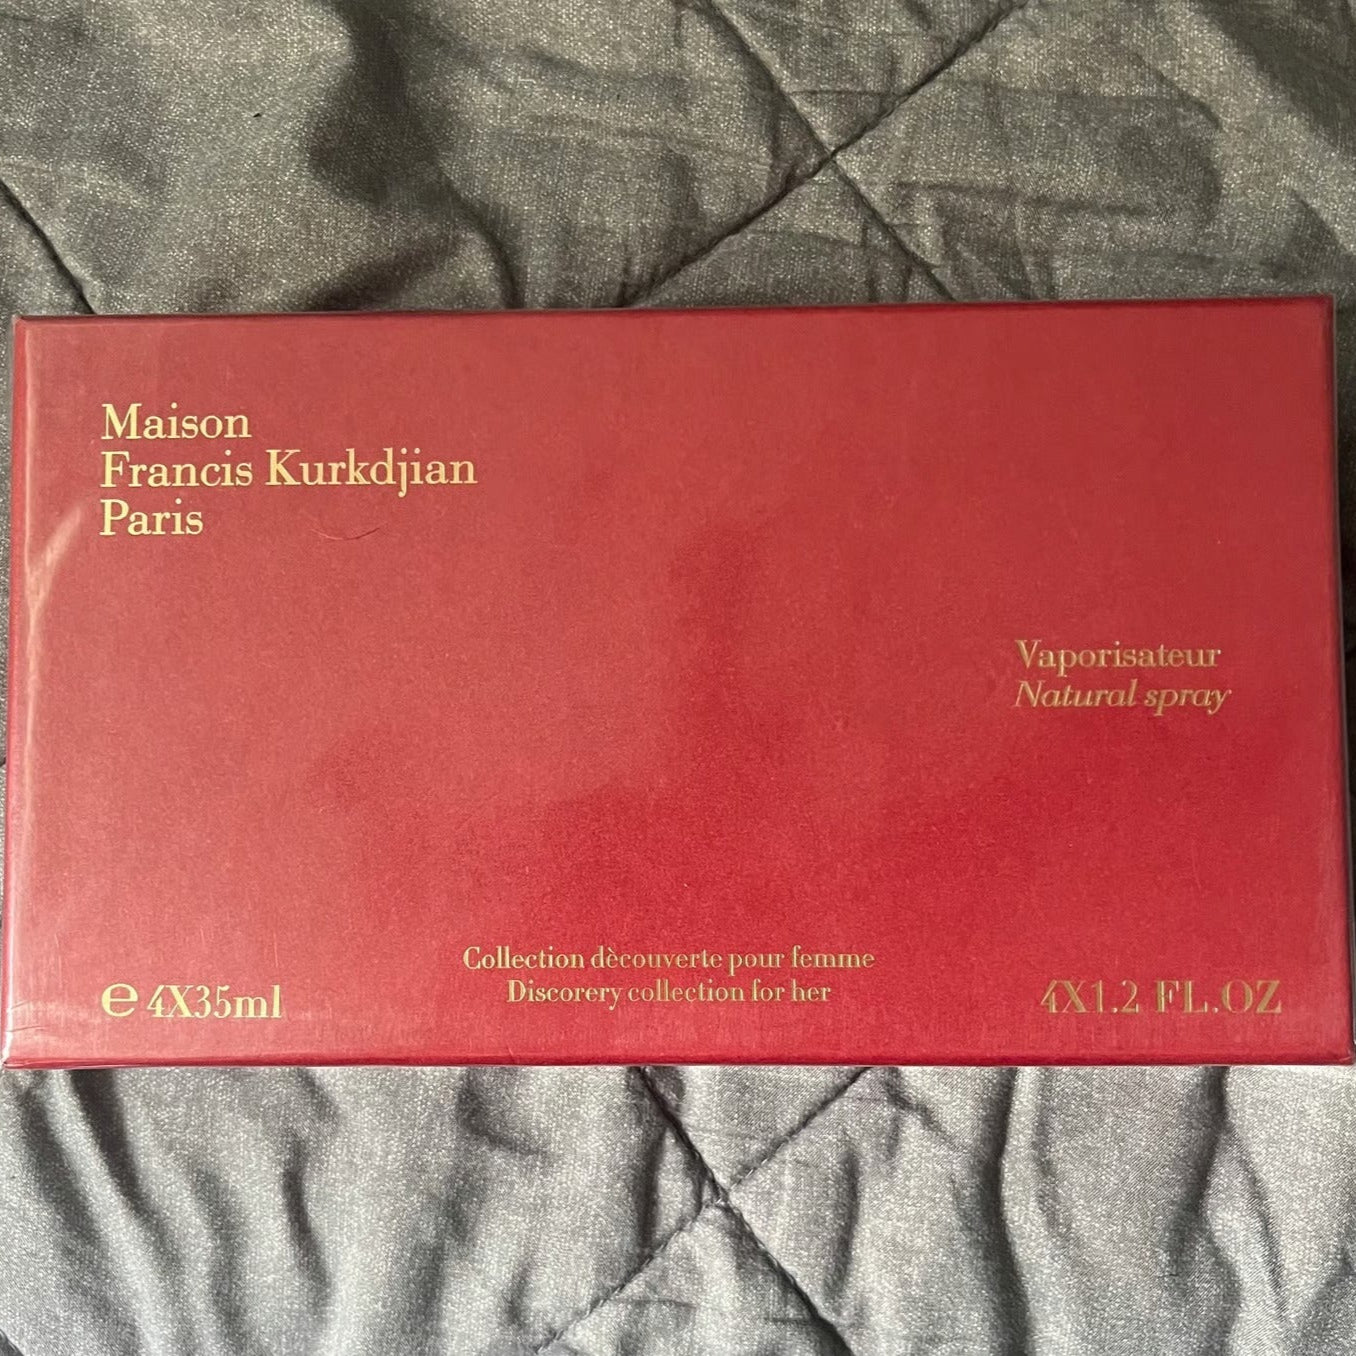 Maison
Francis Kurkdjian
Paris
Vaporisateur
Natural spray
Collection dècouverte pour femme
Discorery collection for her
℮ 4X35ml
4X1.2 FL.OZ